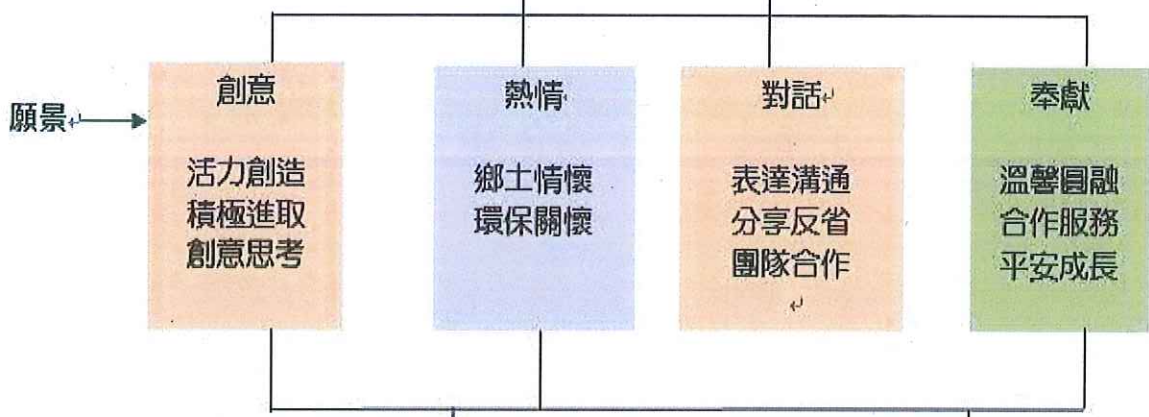 願景
創意
活力創造
積極進取
創意思考
熱情
鄉土情懷
環保關懷
對話
表達溝通
分享反省
團隊合作
奉獻
溫馨圓融
合作服務
平安成長